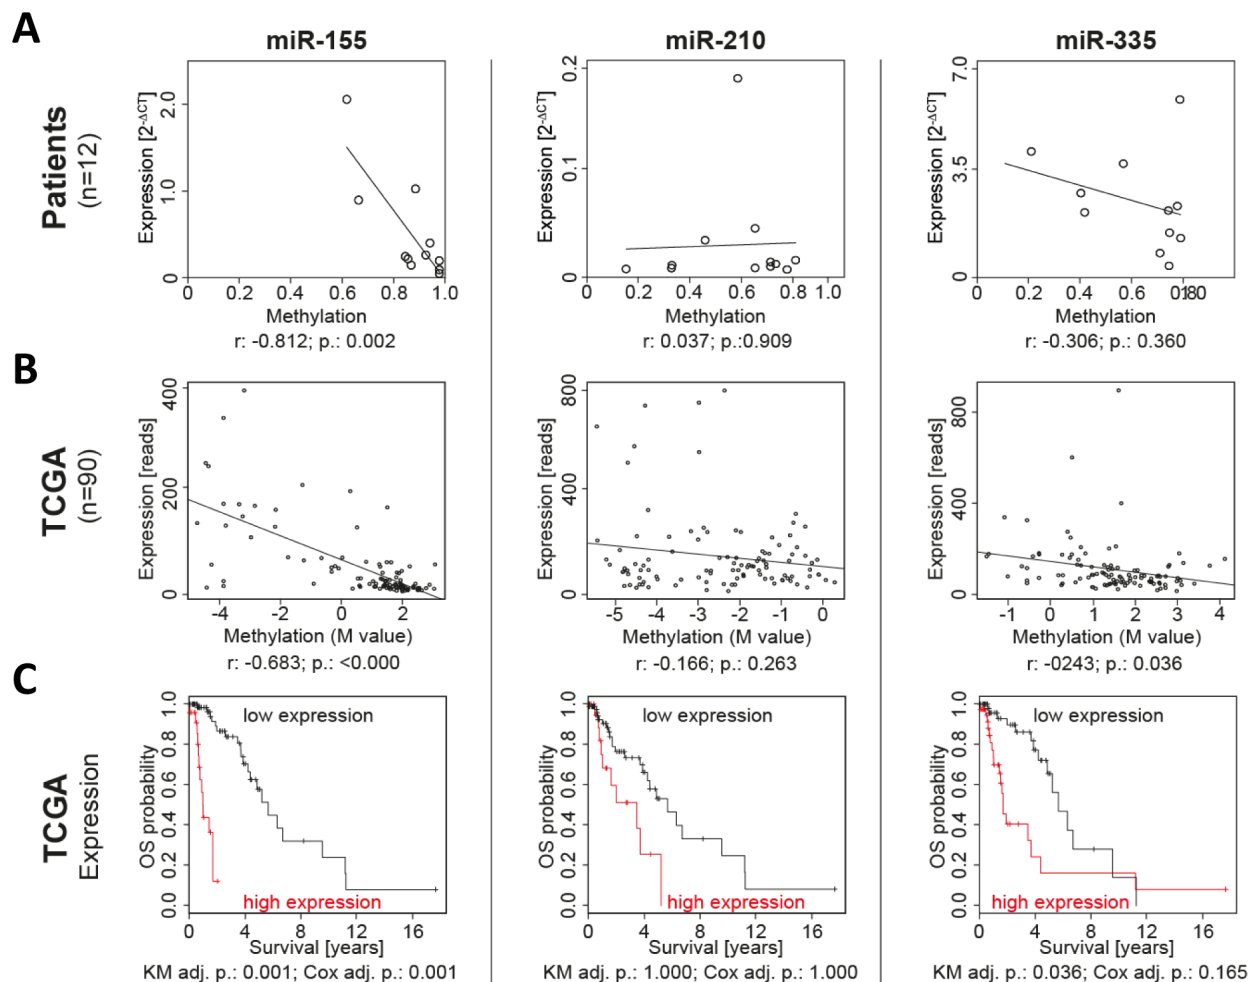 A
miR-155
miR-210
miR-335
Patients
(n=12)
Expression [2-ΔCT]
2.0
1.0
0
0 0.2 0.4 0.6 0.8 1.0
Methylation
r: -0.812; p.: 0.002
Expression [2-ΔCT]
0.2
0.1
0
0 0.2 0.4 0.6 0.8 1.0
Methylation
r: 0.037; p.:0.909
Expression [2-ΔCT]
7.0
3.5
0
0 0.2 0.4 0.6 0.8 1.0
Methylation
r: -0.306; p.: 0.360
B
TCGA
(n=90)
Expression [reads]
400
200
0
-4 -2 0 2
Methylation (M value)
r: -0.683; p.: <0.000
Expression [reads]
800
400
0
-5 -4 -3 -2 -1 0
Methylation (M value)
r: -0.166; p.: 0.263
Expression [reads]
800
400
0
-1 0 1 2 3 4
Methylation (M value)
r: -0243; p.: 0.036
C
TCGA
Expression
OS probability
1.0
0.8
0.6
0.4
0.2
0.0
low expression
high expression
0 4 8 12 16
Survival [years]
KM adj. p.: 0.001; Cox adj. p.: 0.001
OS probability
1.0
0.8
0.6
0.4
0.2
0.0
low expression
high expression
0 4 8 12 16
Survival [years]
KM adj. p.: 1.000; Cox adj. p.: 1.000
OS probability
1.0
0.8
0.6
0.4
0.2
0.0
low expression
high expression
0 4 8 12 16
Survival [years]
KM adj. p.: 0.036; Cox adj. p.: 0.165